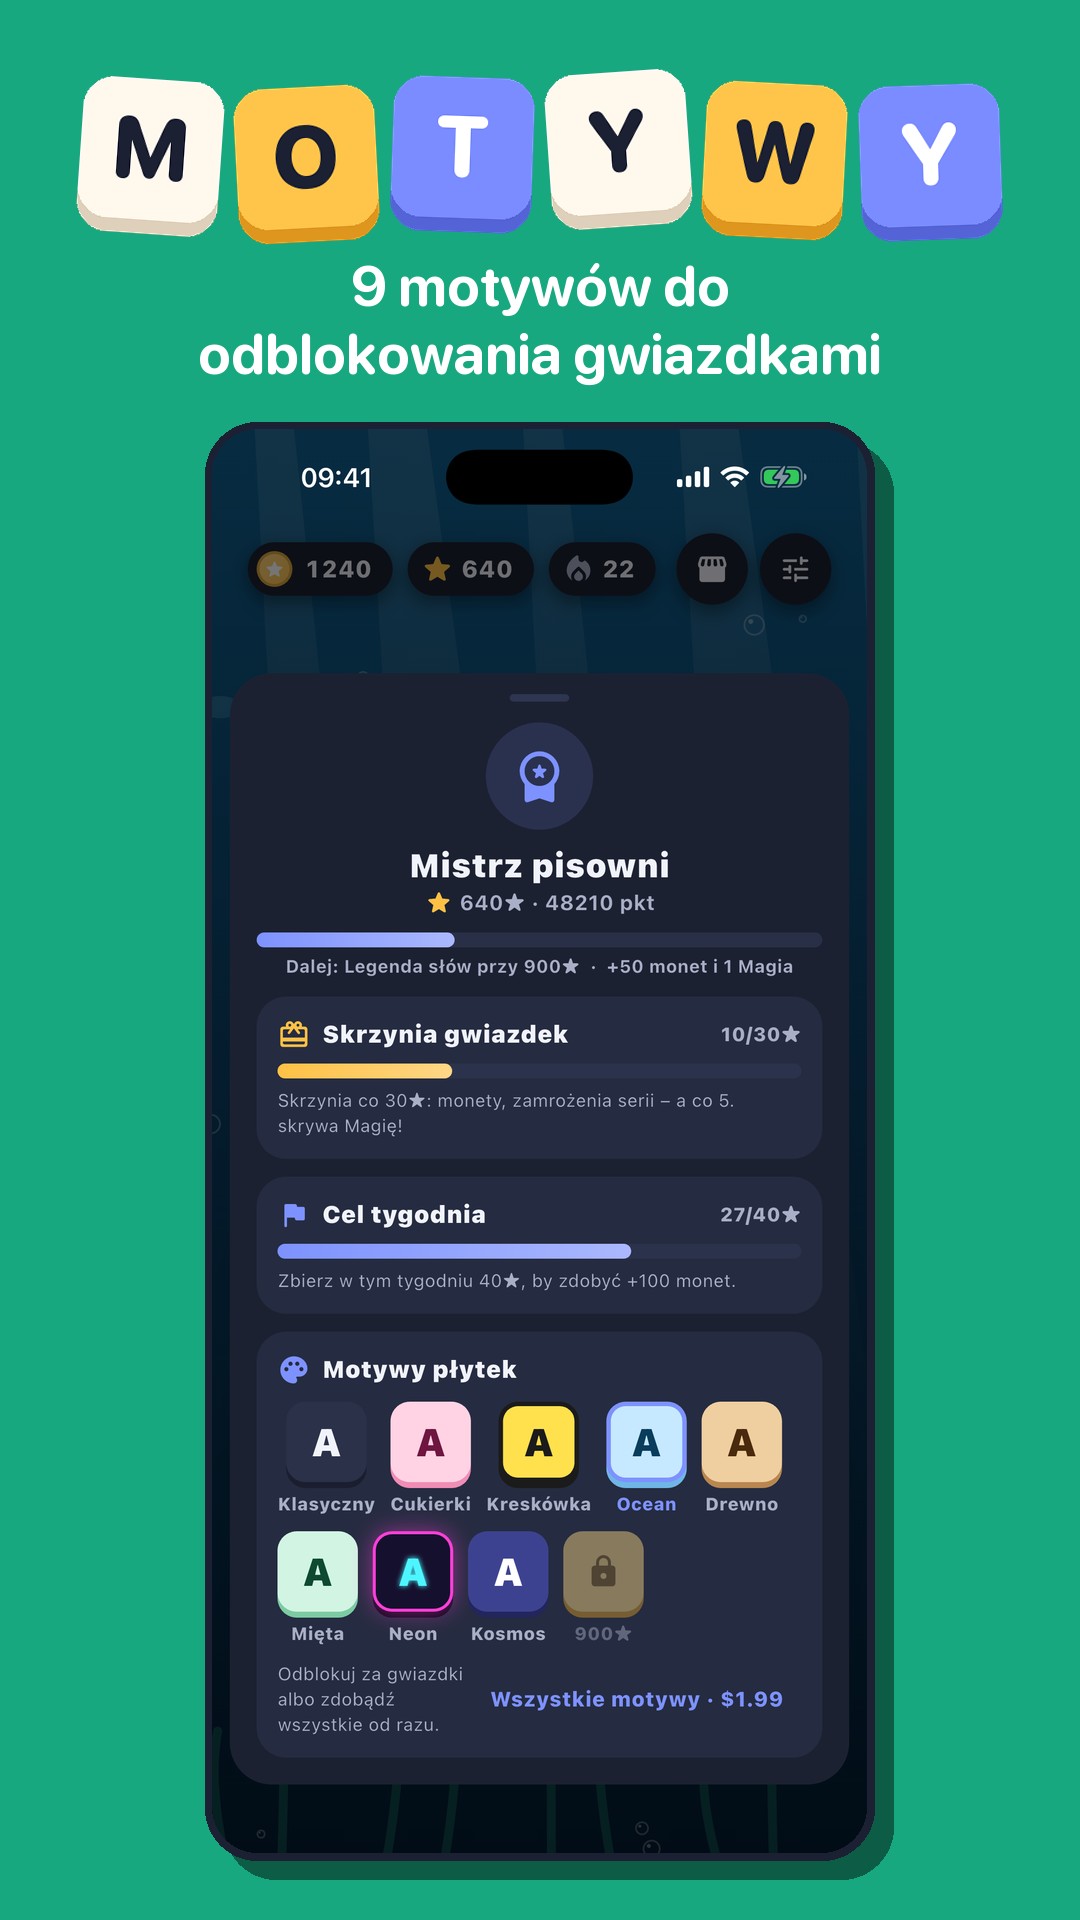 MOTYWY
9 motywów do
odblokowania gwiazdkami
09:41
1240 640 22
Mistrz pisowni
640★ · 48210 pkt
Dalej: Legenda słów przy 900★ · +50 monet i 1 Magia
Skrzynia gwiazdek 10/30★
Skrzynia co 30★: monety, zamrożenia serii – a co 5.
skrywa Magię!
Cel tygodnia 27/40★
Zbierz w tym tygodniu 40★, by zdobyć +100 monet.
Motywy płytek
A A A A A
Klasyczny Cukierki Kreskówka Ocean Drewno
A A A
Mięta Neon Kosmos 900★
Odblokuj za gwiazdki
albo zdobądź
wszystkie od razu.
Wszystkie motywy · $1.99